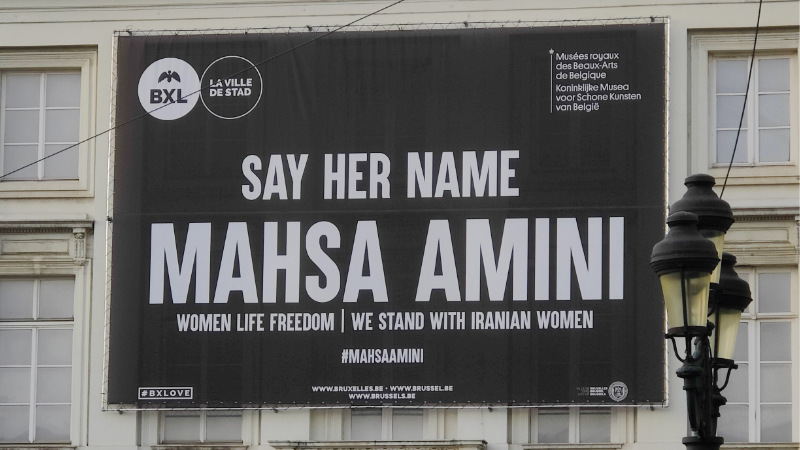 BXL
LA VILLE
DE STAD
Musées royaux
des Beaux-Arts
de Belgique
Koninklijke Musea
voor Schone Kunsten
van België
SAY HER NAME
MAHSA AMINI
WOMEN LIFE FREEDOM | WE STAND WITH IRANIAN WOMEN
#MAHSAAMINI
#BXLOVE
WWW.BRUXELLES.BE - WWW.BRUSSEL.BE
WWW.BRUSSELS.BE